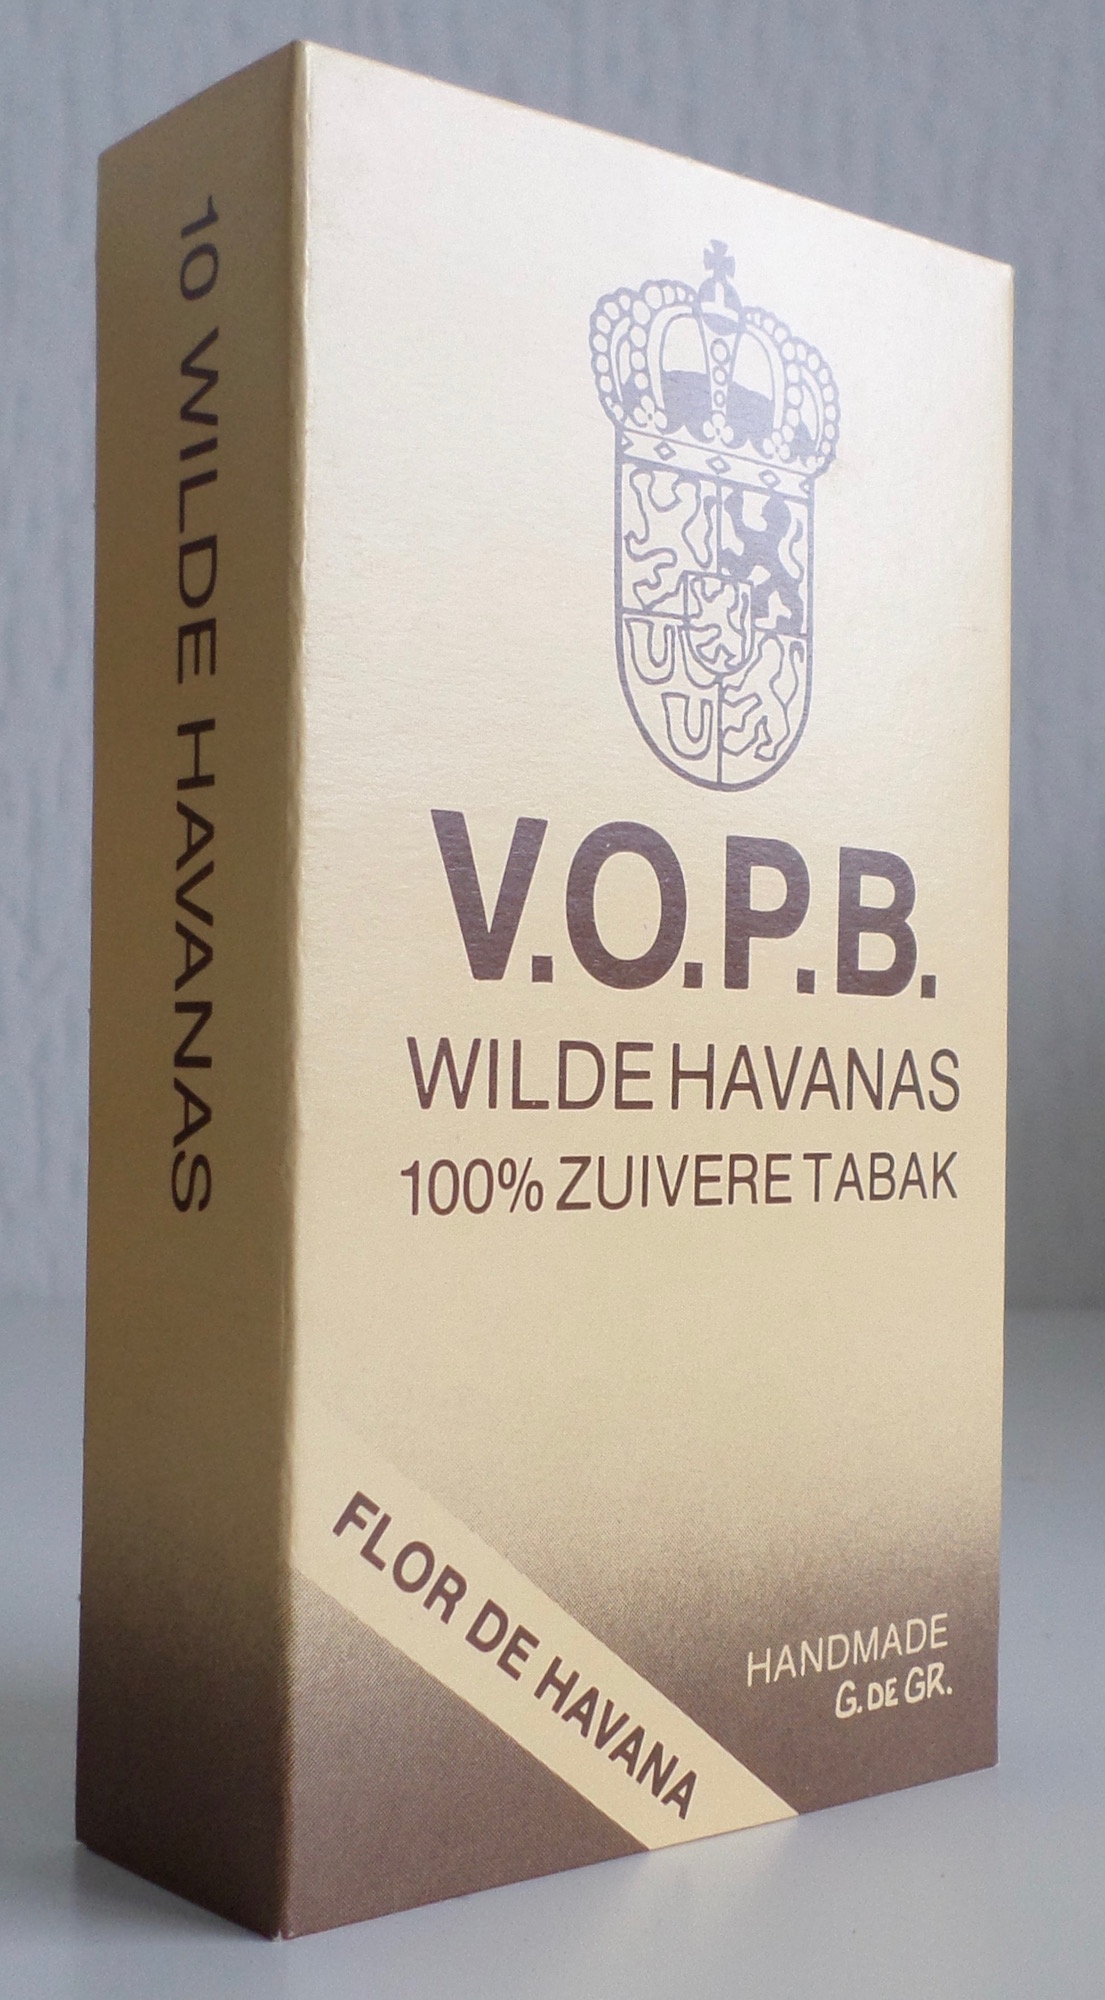 10 WILDE HAVANAS
V.O.P.B.
WILDE HAVANAS
100% ZUIVERE TABAK
FLOR DE HAVANA
HANDMADE
G. DE GR.